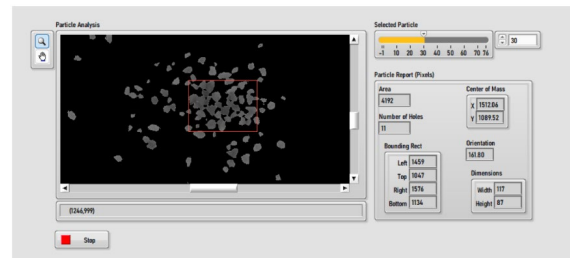 Particle Analysis
Selected Particle
-1 10 20 30 40 50 60 70 76
30
Particle Report (Pixels)
Area
4192
Center of Mass
X 1512.06
Y 1089.52
Number of Holes
11
Orientation
161.80
Bounding Rect
Left 1459
Top 1047
Right 1576
Bottom 1134
Dimensions
Width 117
Height 87
(1246,999)
Stop